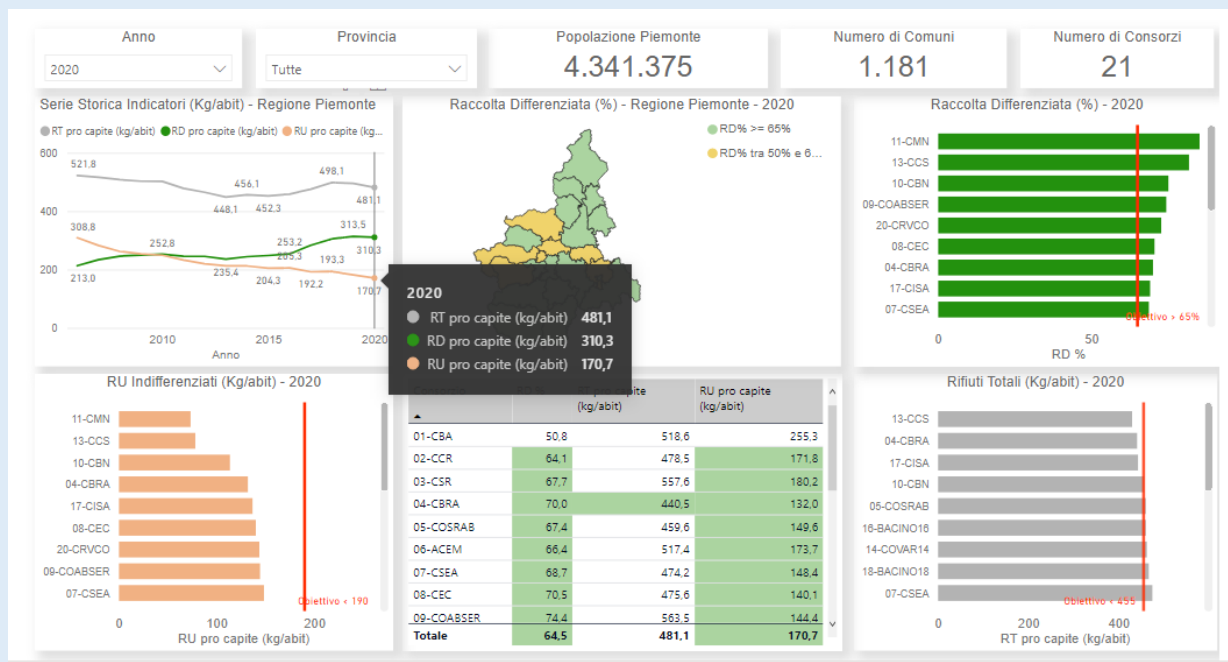 Anno
2020
Provincia
Tutte
Popolazione Piemonte
4.341.375
Numero di Comuni
1.181
Numero di Consorzi
21
Serie Storica Indicatori (Kg/abit) - Regione Piemonte
RT pro capite (kg/abit) RD pro capite (kg/abit) RU pro capite (kg...
600
400
200
0
521,8
456,1
498,1
448,1
452,3
481,1
308,8
252,8
253,2
313,5
213,0
235,4
205,3
193,3
310,3
204,3
192,2
170,7
2010
2015
2020
Anno
2020
RT pro capite (kg/abit) 481,1
RD pro capite (kg/abit) 310,3
RU pro capite (kg/abit) 170,7
Raccolta Differenziata (%) - Regione Piemonte - 2020
RD% >= 65%
RD% tra 50% e 6...
Raccolta Differenziata (%) - 2020
11-CMN
13-CCS
10-CBN
09-COABSER
20-CRVCO
08-CEC
04-CBRA
17-CISA
07-CSEA
Obiettivo > 65%
0 50
RD %
RU Indifferenziati (Kg/abit) - 2020
11-CMN
13-CCS
10-CBN
04-CBRA
17-CISA
08-CEC
20-CRVCO
09-COABSER
07-CSEA
Obiettivo < 190
0 200
RU pro capite (kg/abit)
pro capite (kg/abit) RU pro capite (kg/abit)
01-CBA 50,8 518,6 255,3
02-CCR 64,1 478,5 171,8
03-CSR 67,7 557,6 180,2
04-CBRA 70,0 440,5 132,0
05-COSRAB 67,4 459,6 149,6
06-ACEM 66,4 517,4 173,7
07-CSEA 68,7 474,2 148,4
08-CEC 70,5 475,6 140,1
09-COABSER 74,4 563,5 144,4
Totale 64,5 481,1 170,7
Rifiuti Totali (Kg/abit) - 2020
13-CCS
04-CBRA
17-CISA
10-CBN
05-COSRAB
16-BACINO16
14-COVAR14
18-BACINO18
07-CSEA
Obiettivo < 455
0 200 400
RT pro capite (kg/abit)